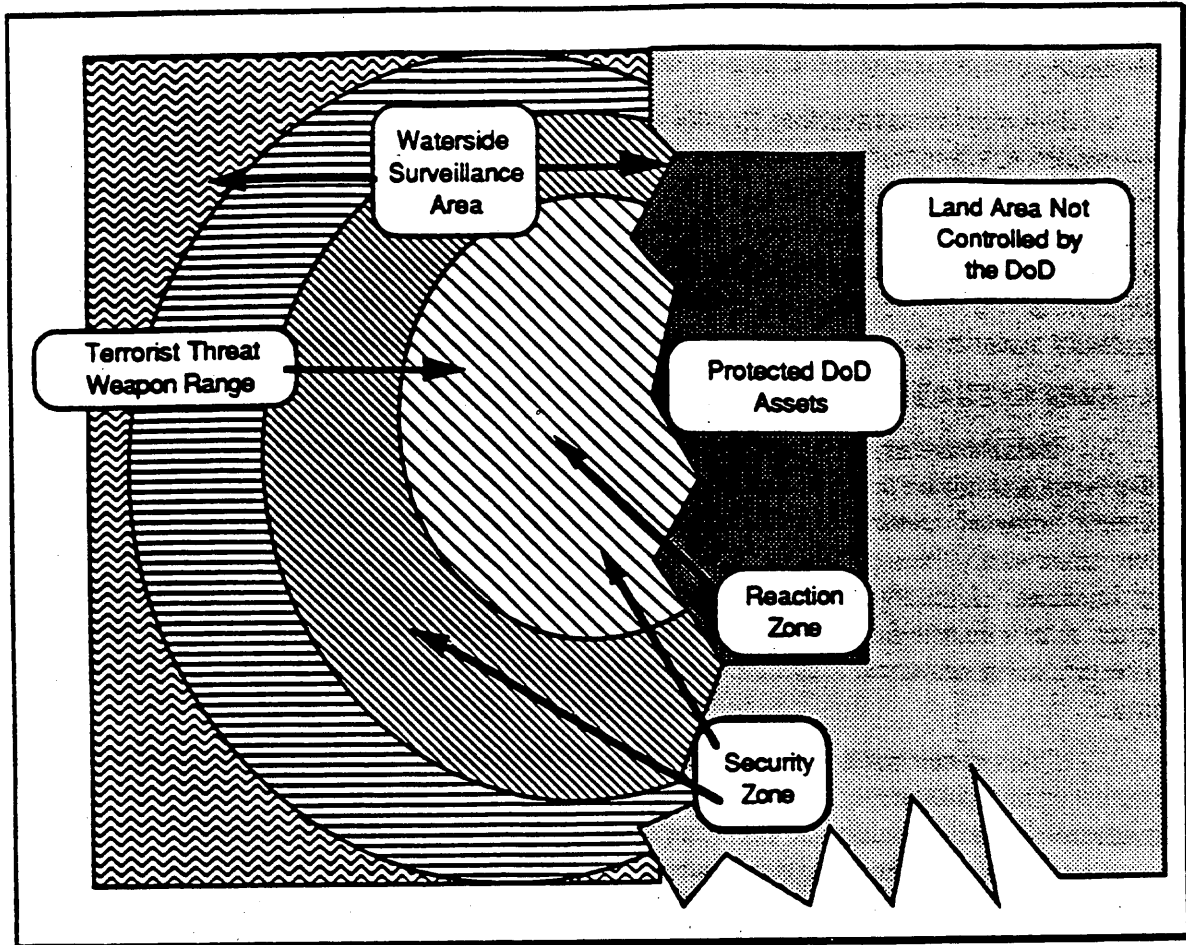 Waterside
Surveillance
Area
Land Area Not
Controlled by
the DoD
Terrorist Threat
Weapon Range
Protected DoD
Assets
Reaction
Zone
Security
Zone